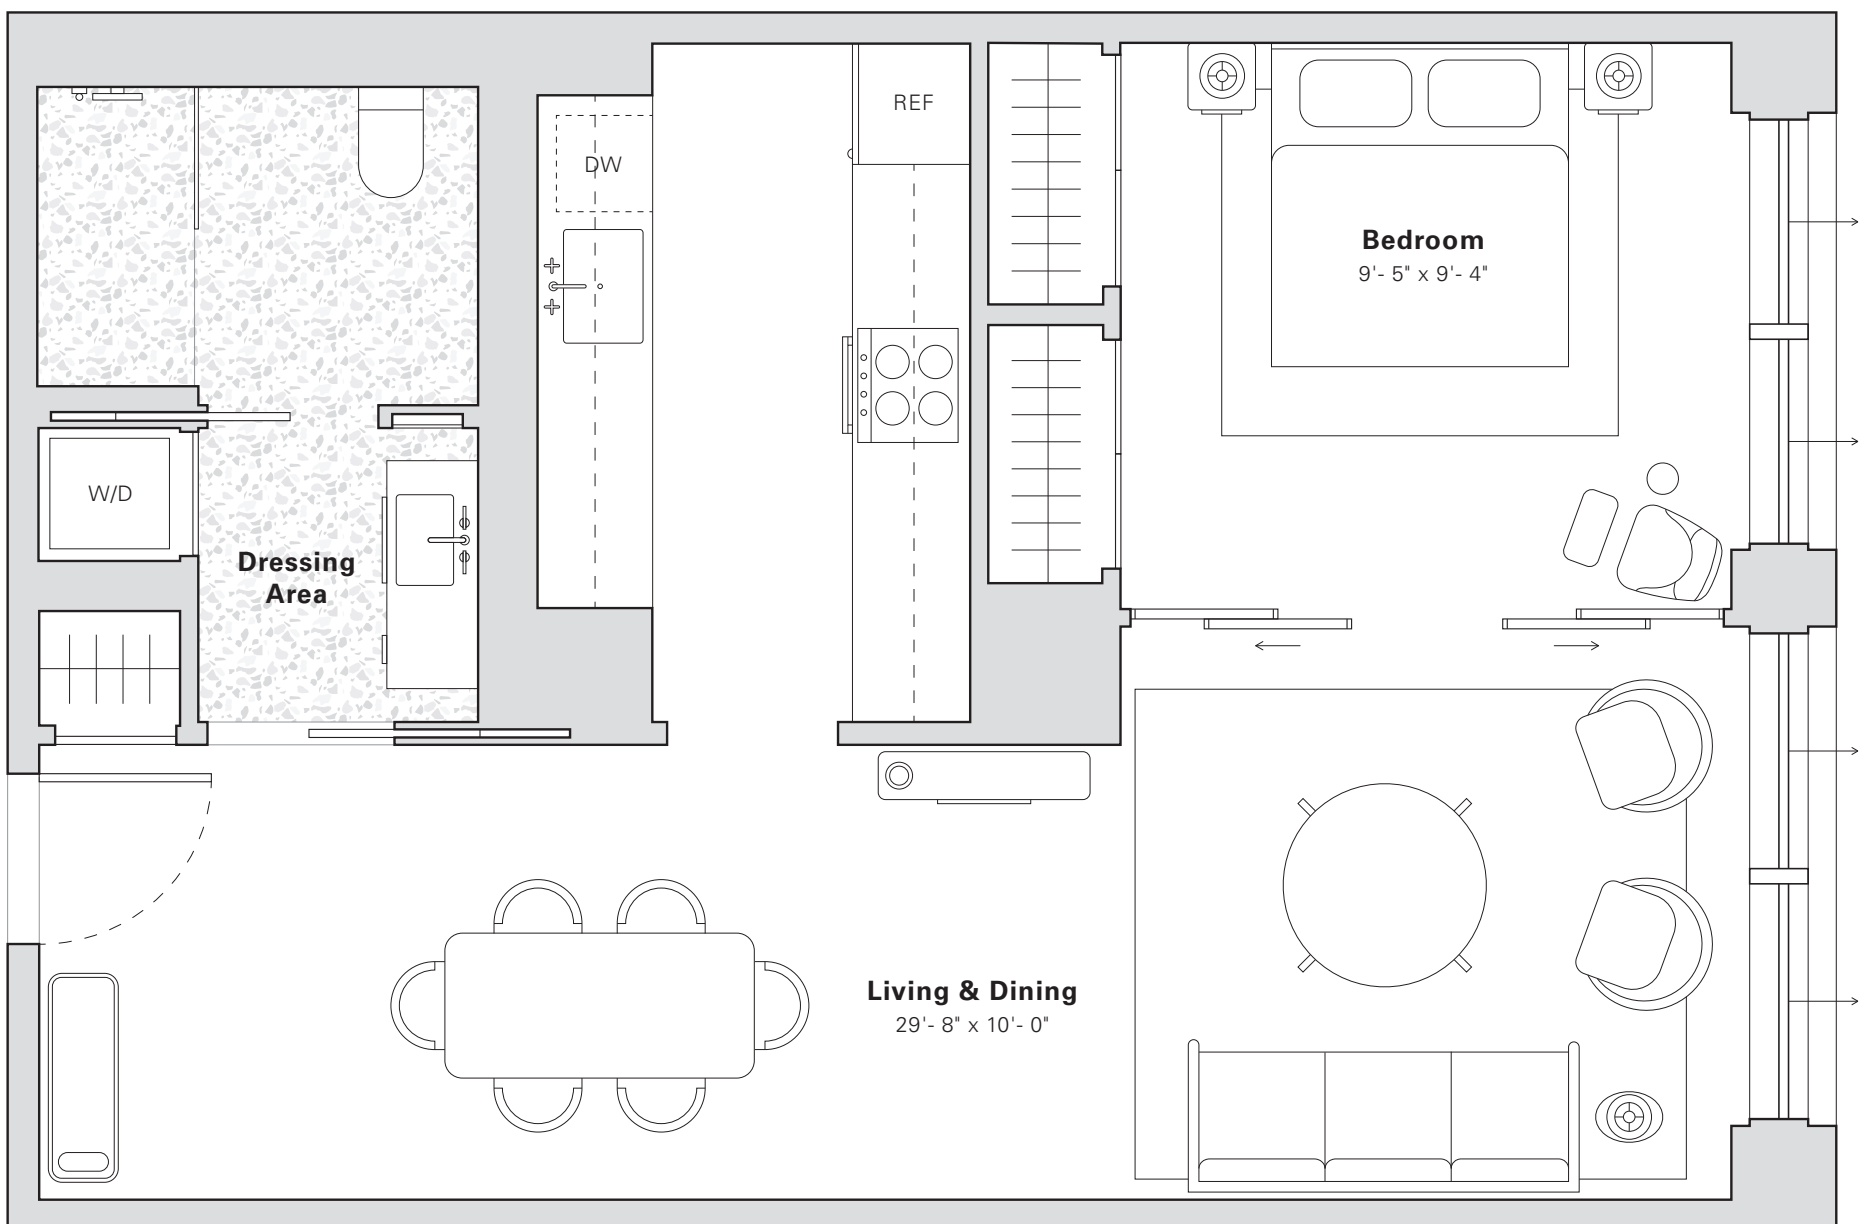 REF
DW
Bedroom
9'- 5" x 9'- 4"
W/D
Dressing
Area
Living & Dining
29'- 8" x 10'- 0"